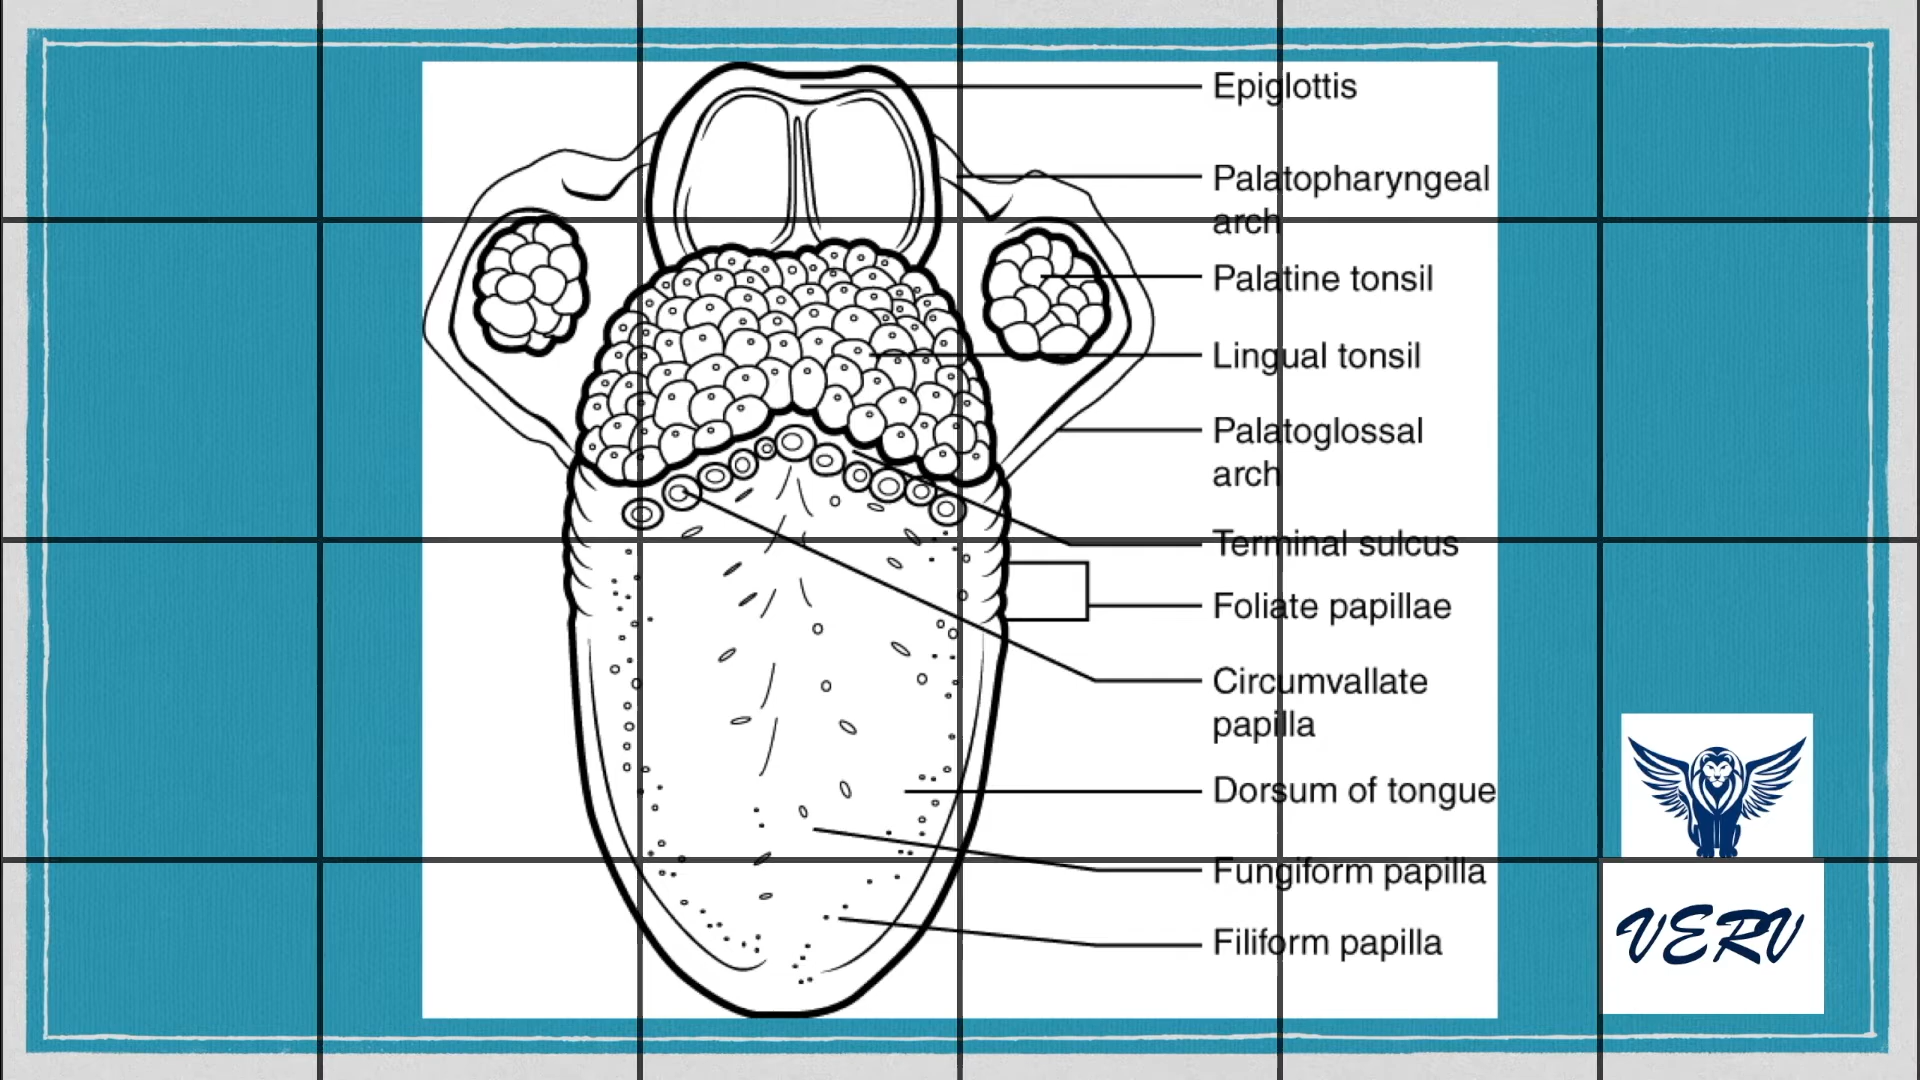 Epiglottis
Palatopharyngeal
arch
Palatine tonsil
Lingual tonsil
Palatoglossal
arch
Terminal sulcus
Foliate papillae
Circumvallate
papilla
Dorsum of tongue
Fungiform papilla
Filiform papilla
VERV